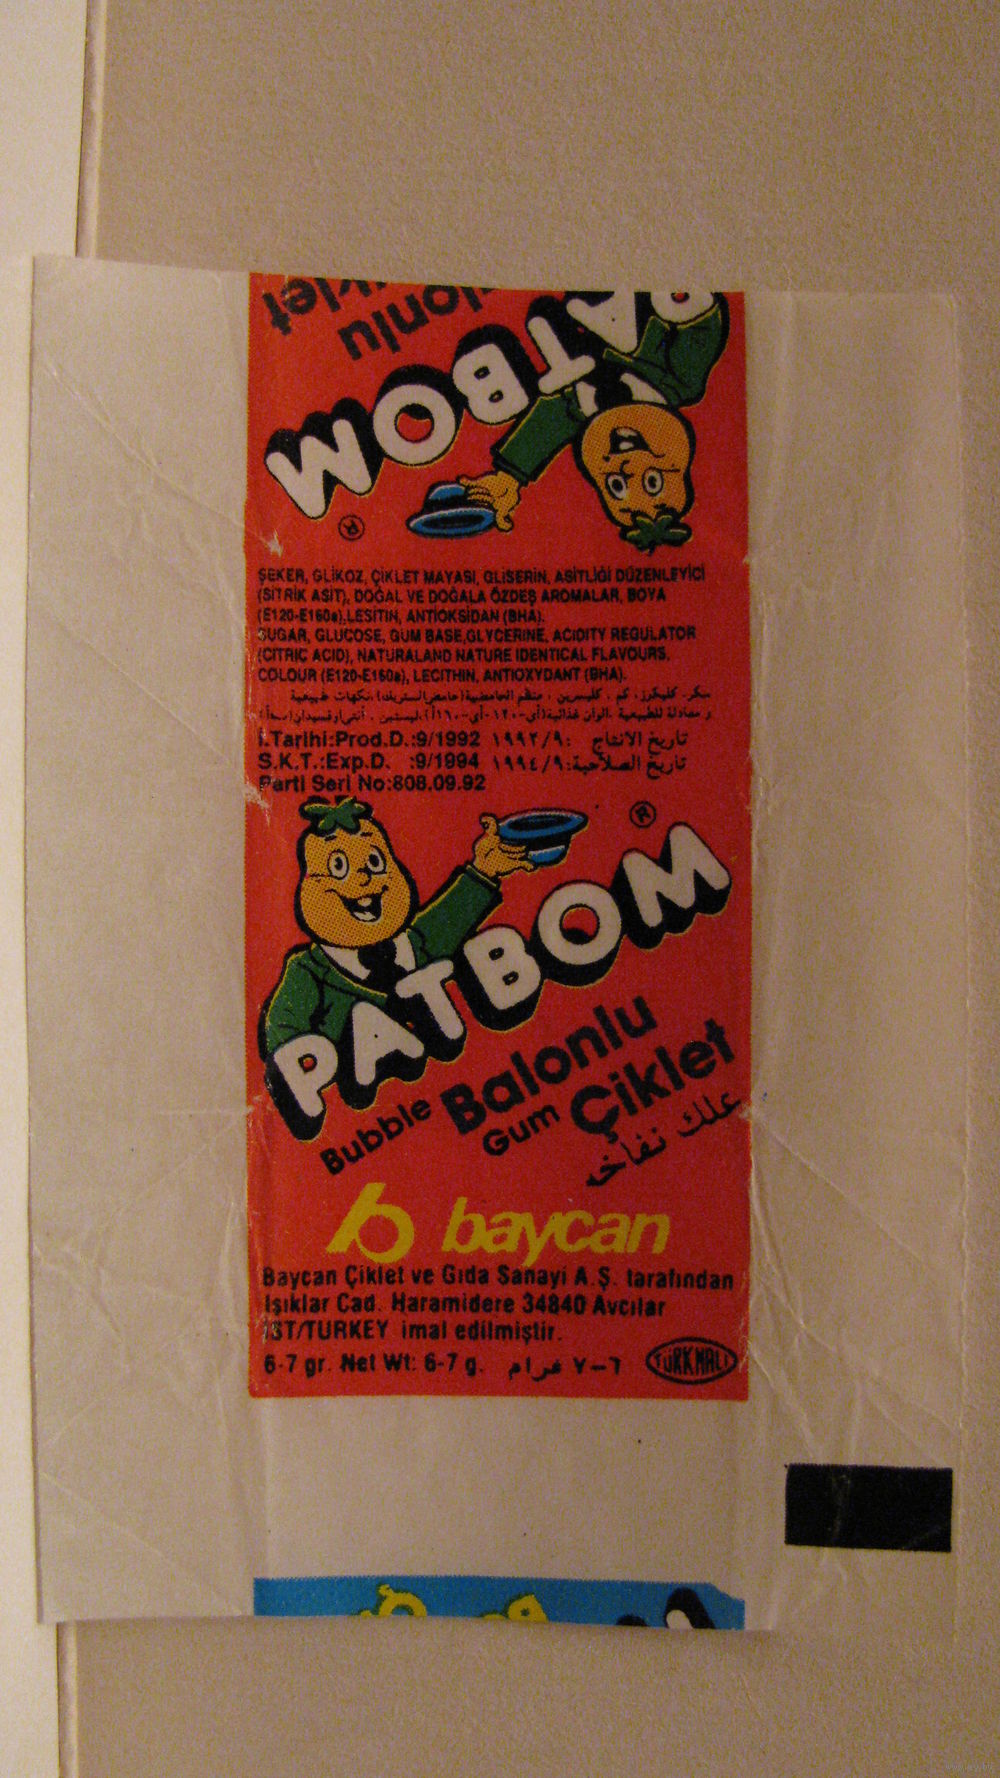 Balonlu
Çiklet
PATBOM
®
ŞEKER, GLİKOZ, ÇİKLET MAYASI, GLİSERİN, ASİTLİĞİ DÜZENLEYİCİ
(SİTRİK ASİT), DOĞAL VE DOĞALA ÖZDEŞ AROMALAR, BOYA
(E120-E160a), LESİTİN, ANTİOKSİDAN (BHA).
SUGAR, GLUCOSE, GUM BASE,GLYCERINE, ACIDITY REGULATOR
(CITRIC ACID), NATURALAND NATURE IDENTICAL FLAVOURS,
COLOUR (E120-E160a), LECITHIN, ANTIOXYDANT (BHA).
İ.Tarihi:Prod.D.:9/1992 تاريخ الانتاج :٩/١٩٩٢
S.K.T.:Exp.D. :9/1994 تاريخ الصلاحية:٩/١٩٩٤
Parti Seri No:808.09.92
®
PATBOM
Bubble Balonlu
Gum Çiklet
علك نفاخه
b baycan
Baycan Çiklet ve Gıda Sanayi A.Ş. tarafından
Işıklar Cad. Haramidere 34840 Avcılar
İST/TURKEY imal edilmiştir.
6-7 gr. Net Wt: 6-7 g. ٦–٧ غرام
TÜRK MALI